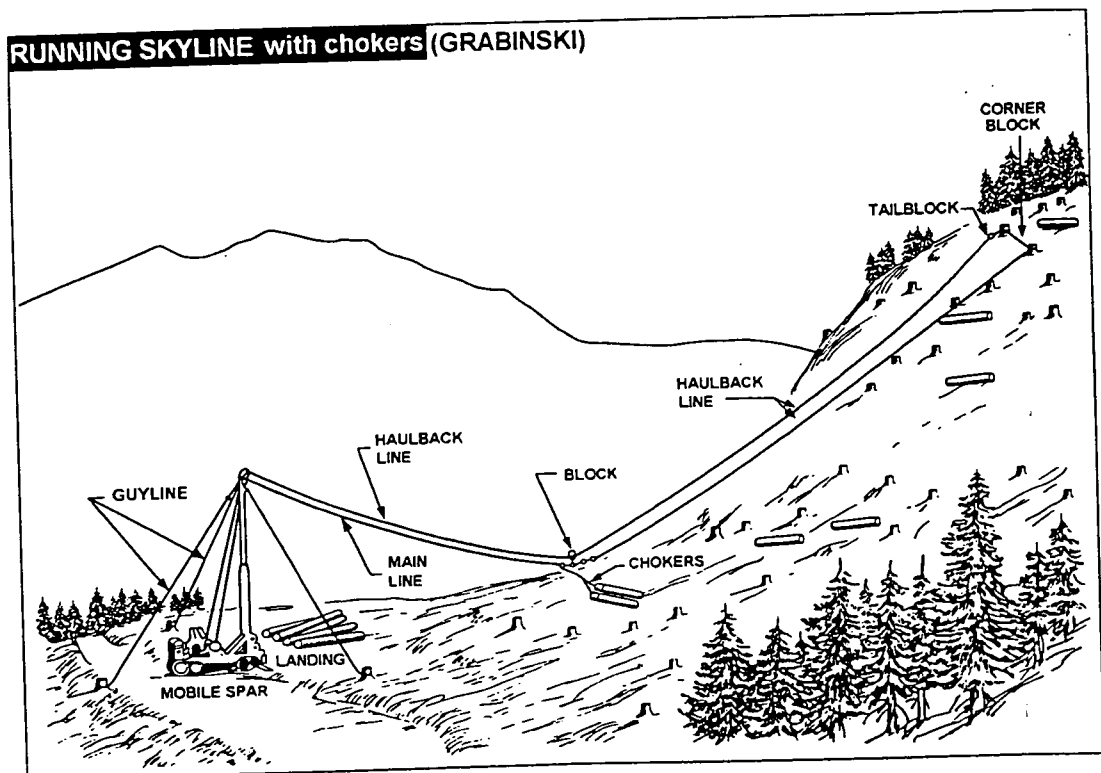 RUNNING SKYLINE with chokers (GRABINSKI)
CORNER
BLOCK
TAILBLOCK
HAULBACK
LINE
HAULBACK
LINE
GUYLINE
BLOCK
MAIN
LINE
CHOKERS
LANDING
MOBILE SPAR